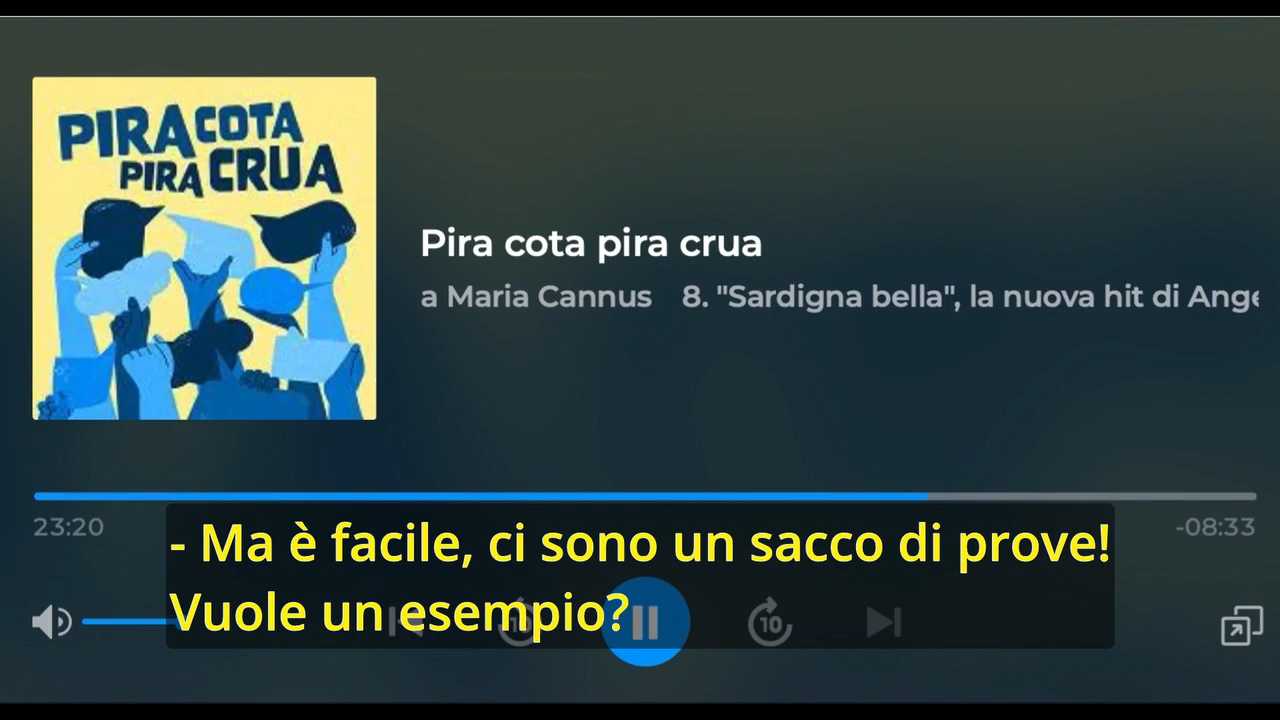 PIRA COTA
PIRA CRUA
Pira cota pira crua
a Maria Cannus 8. "Sardigna bella", la nuova hit di Ange
23:20
-08:33
- Ma è facile, ci sono un sacco di prove!
Vuole un esempio?
10
10